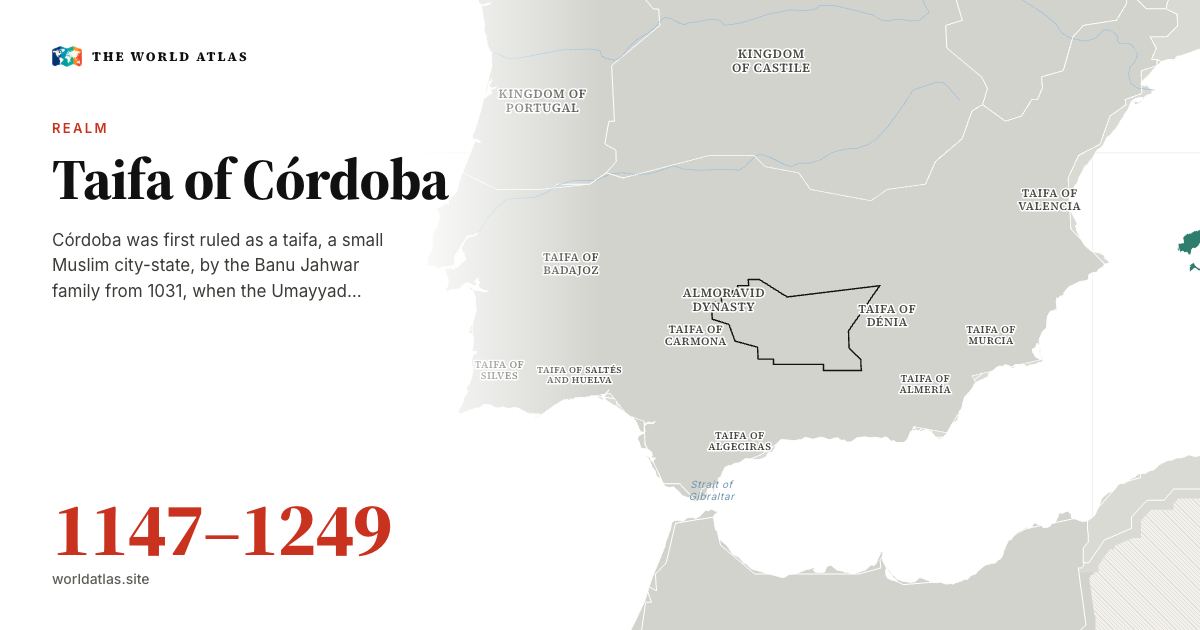 THE WORLD ATLAS
REALM
Taifa of Córdoba
Córdoba was first ruled as a taifa, a small
Muslim city-state, by the Banu Jahwar
family from 1031, when the Umayyad...
1147–1249
worldatlas.site
KINGDOM
OF CASTILE
KINGDOM OF
PORTUGAL
TAIFA OF
VALENCIA
TAIFA OF
BADAJOZ
ALMORAVID
DYNASTY
TAIFA OF
DÉNIA
TAIFA OF
CARMONA
TAIFA OF
MURCIA
TAIFA OF
SILVES
TAIFA OF SALTÉS
AND HUELVA
TAIFA OF
ALMERÍA
TAIFA OF
ALGECIRAS
Strait of
Gibraltar